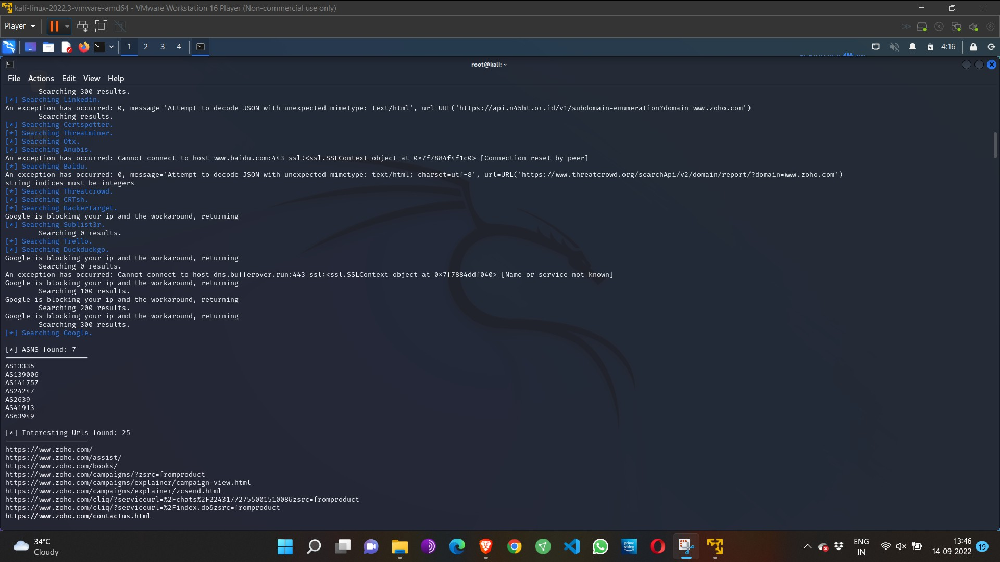 kali-linux-2022.3-vmware-amd64 - VMware Workstation 16 Player (Non-commercial use only)
Player
1 2 3 4
4:16
root@kali: ~
File Actions Edit View Help
Searching 300 results.
[*] Searching Linkedin.
An exception has occurred: 0, message='Attempt to decode JSON with unexpected mimetype: text/html', url=URL('https://api.n45ht.or.id/v1/subdomain-enumeration?domain=www.zoho.com')
Searching results.
[*] Searching Certspotter.
[*] Searching Threatminer.
[*] Searching Otx.
[*] Searching Anubis.
An exception has occurred: Cannot connect to host www.baidu.com:443 ssl:<ssl.SSLContext object at 0×7f7884f4f1c0> [Connection reset by peer]
[*] Searching Baidu.
An exception has occurred: 0, message='Attempt to decode JSON with unexpected mimetype: text/html; charset=utf-8', url=URL('https://www.threatcrowd.org/searchApi/v2/domain/report/?domain=www.zoho.com')
string indices must be integers
[*] Searching Threatcrowd.
[*] Searching CRTsh.
[*] Searching Hackertarget.
Google is blocking your ip and the workaround, returning
[*] Searching Sublist3r.
Searching 0 results.
[*] Searching Trello.
[*] Searching Duckduckgo.
Google is blocking your ip and the workaround, returning
Searching 0 results.
An exception has occurred: Cannot connect to host dns.bufferover.run:443 ssl:<ssl.SSLContext object at 0×7f7884ddf040> [Name or service not known]
Google is blocking your ip and the workaround, returning
Searching 100 results.
Google is blocking your ip and the workaround, returning
Searching 200 results.
Google is blocking your ip and the workaround, returning
Searching 300 results.
[*] Searching Google.
[*] ASNS found: 7
--------------------
AS13335
AS139006
AS141757
AS24247
AS2639
AS41913
AS63949
[*] Interesting Urls found: 25
--------------------
https://www.zoho.com/
https://www.zoho.com/assist/
https://www.zoho.com/books/
https://www.zoho.com/campaigns/?zsrc=fromproduct
https://www.zoho.com/campaigns/explainer/campaign-view.html
https://www.zoho.com/campaigns/explainer/zcsend.html
https://www.zoho.com/cliq/?serviceurl=%2Fchats%2F2243177275500151008&zsrc=fromproduct
https://www.zoho.com/cliq/?serviceurl=%2Findex.do&zsrc=fromproduct
https://www.zoho.com/contactus.html
34°C
Cloudy
prime video
ENG
IN
13:46
14-09-2022
19